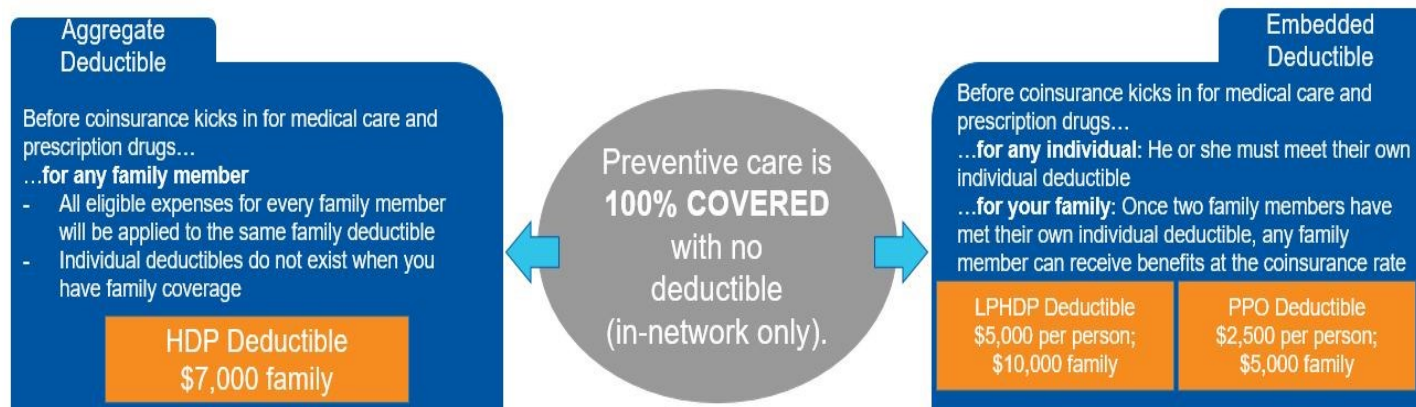 Aggregate
Deductible
Before coinsurance kicks in for medical care and
prescription drugs…
…for any family member
- All eligible expenses for every family member
will be applied to the same family deductible
- Individual deductibles do not exist when you
have family coverage
HDP Deductible
$7,000 family
Preventive care is
100% COVERED
with no
deductible
(in-network only).
Embedded
Deductible
Before coinsurance kicks in for medical care and
prescription drugs…
…for any individual: He or she must meet their own
individual deductible
…for your family: Once two family members have
met their own individual deductible, any family
member can receive benefits at the coinsurance rate
LPHDP Deductible
$5,000 per person;
$10,000 family
PPO Deductible
$2,500 per person;
$5,000 family